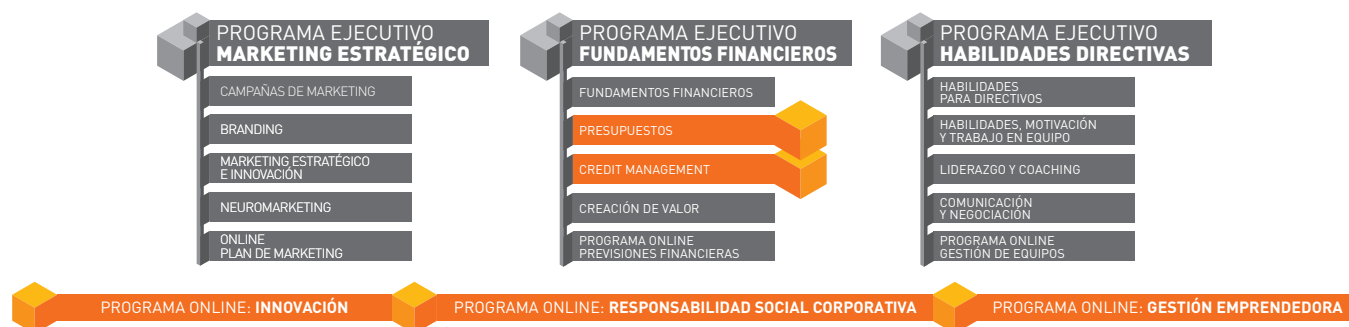 PROGRAMA EJECUTIVO
MARKETING ESTRATÉGICO
CAMPAÑAS DE MARKETING
BRANDING
MARKETING ESTRATÉGICO
E INNOVACIÓN
NEUROMARKETING
ONLINE
PLAN DE MARKETING
PROGRAMA EJECUTIVO
FUNDAMENTOS FINANCIEROS
FUNDAMENTOS FINANCIEROS
PRESUPUESTOS
CREDIT MANAGEMENT
CREACIÓN DE VALOR
PROGRAMA ONLINE
PREVISIONES FINANCIERAS
PROGRAMA EJECUTIVO
HABILIDADES DIRECTIVAS
HABILIDADES
PARA DIRECTIVOS
HABILIDADES, MOTIVACIÓN
Y TRABAJO EN EQUIPO
LIDERAZGO Y COACHING
COMUNICACIÓN
Y NEGOCIACIÓN
PROGRAMA ONLINE
GESTIÓN DE EQUIPOS
PROGRAMA ONLINE: INNOVACIÓN
PROGRAMA ONLINE: RESPONSABILIDAD SOCIAL CORPORATIVA
PROGRAMA ONLINE: GESTIÓN EMPRENDEDORA